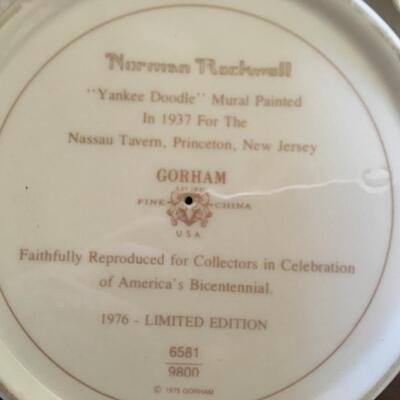 Norman Rockwell
"Yankee Doodle" Mural Painted
In 1937 For The
Nassau Tavern, Princeton, New Jersey
GORHAM
FINE CHINA
USA
Faithfully Reproduced for Collectors in Celebration
of America's Bicentennial.
1976 - LIMITED EDITION
6581
9800
© 1975 GORHAM